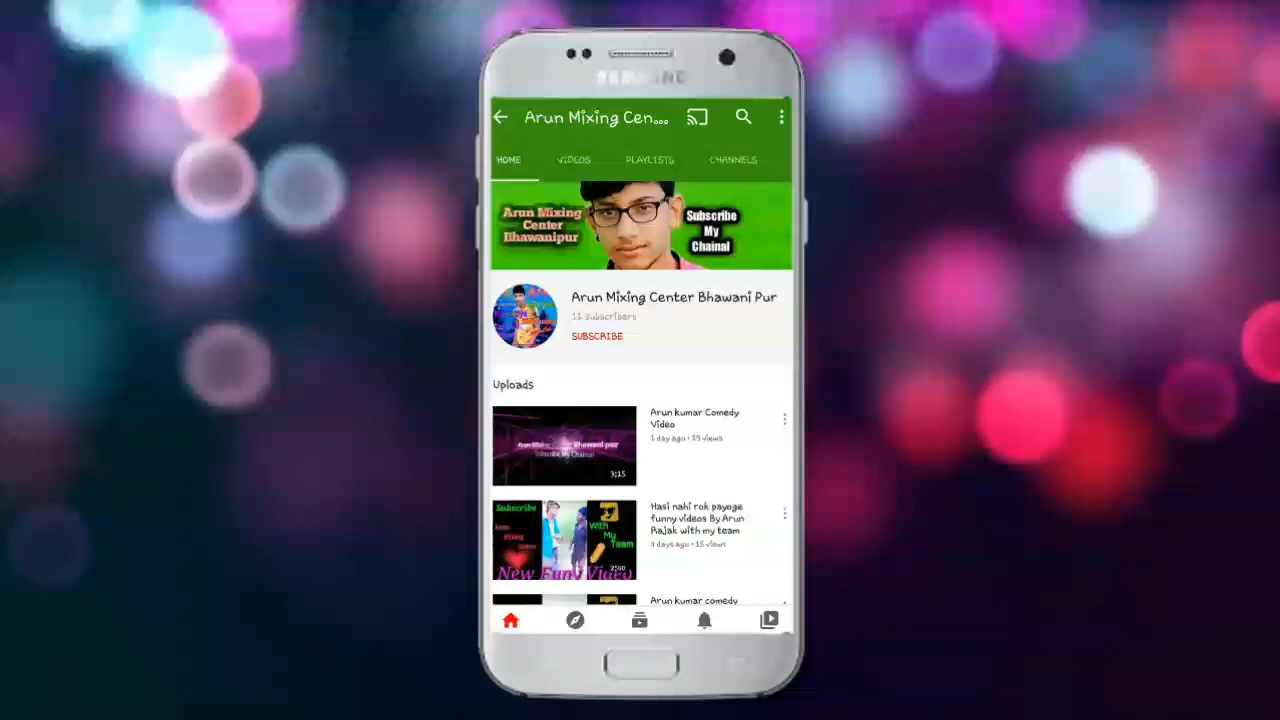 SAMSUNG
Arun Mixing Cen...
HOME VIDEOS PLAYLISTS CHANNELS
Arun Mixing
Center
Bhawanipur
Subscribe
My
Chainal
Arun Mixing Center Bhawani Pur
11 subscribers
SUBSCRIBE
Uploads
Bhawani pur
Subscribe My Chainal
3:15
Arun kumar Comedy
Video
1 day ago • 19 views
Subscribe
With
My
Team
New Funy Video
Hasi nahi rok payoge
funny videos By Arun
Rajak with my team
4 days ago • 15 views
Arun kumar comedy